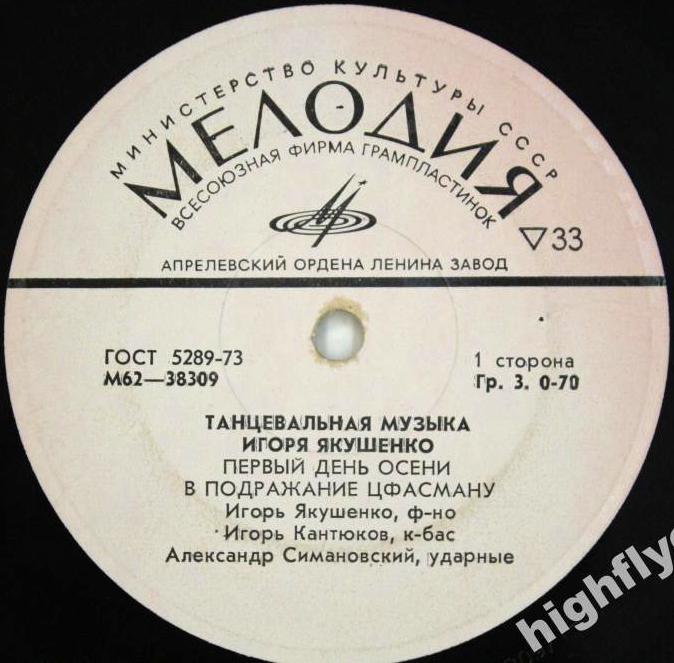 МИНИСТЕРСТВО КУЛЬТУРЫ СССР
МЕЛОДИЯ
ВСЕСОЮЗНАЯ ФИРМА ГРАМПЛАСТИНОК
▽33
АПРЕЛЕВСКИЙ ОРДЕНА ЛЕНИНА ЗАВОД
ГОСТ 5289-73
М62—38309
1 сторона
Гр. 3. 0-70
ТАНЦЕВАЛЬНАЯ МУЗЫКА
ИГОРЯ ЯКУШЕНКО
ПЕРВЫЙ ДЕНЬ ОСЕНИ
В ПОДРАЖАНИЕ ЦФАСМАНУ
Игорь Якушенко, ф-но
Игорь Кантюков, к-бас
Александр Симановский, ударные